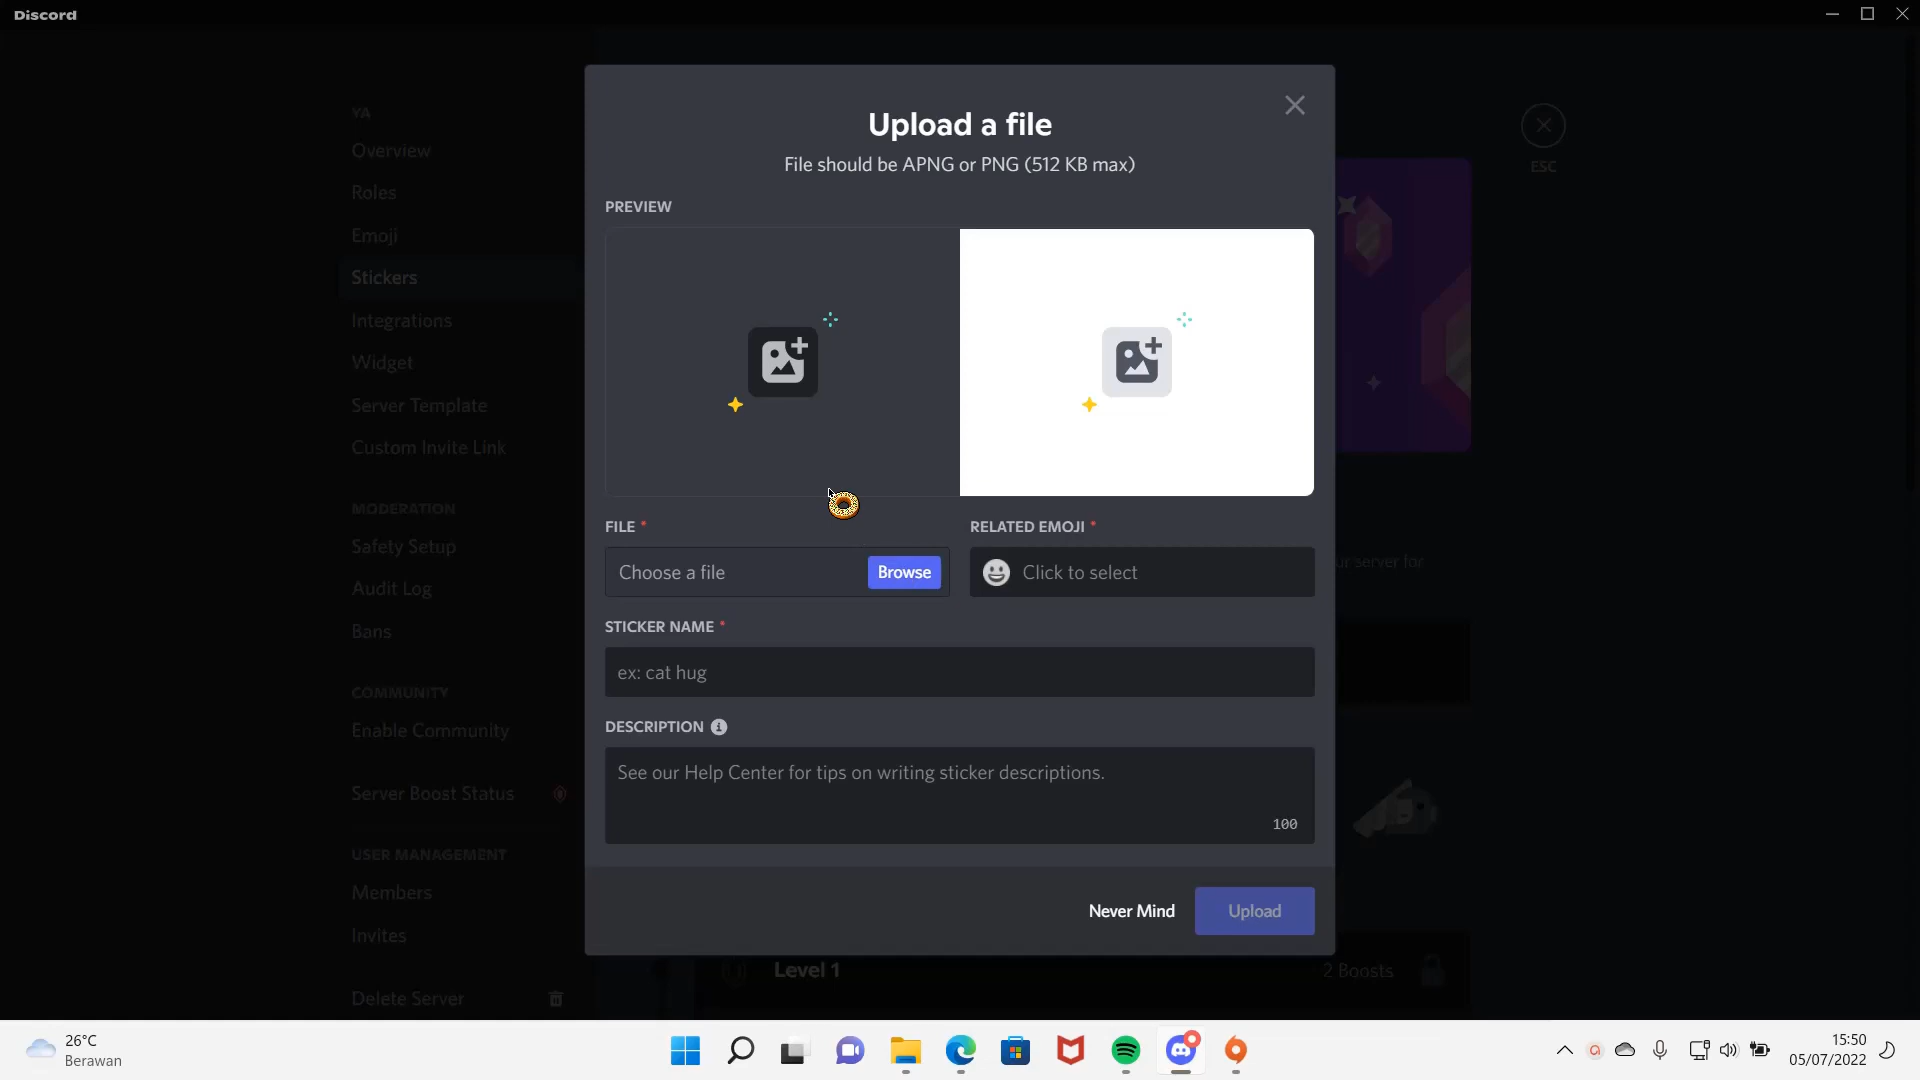 Discord
YA
Overview
Roles
Emoji
Stickers
Integrations
Widget
Server Template
Custom Invite Link
MODERATION
Safety Setup
Audit Log
Bans
COMMUNITY
Enable Community
Server Boost Status
USER MANAGEMENT
Members
Invites
Delete Server
Upload a file
File should be APNG or PNG (512 KB max)
PREVIEW
FILE *
Choose a file
Browse
RELATED EMOJI *
Click to select
STICKER NAME *
ex: cat hug
DESCRIPTION
See our Help Center for tips on writing sticker descriptions.
100
Never Mind
Upload
ESC
server for
Level 1
2 Boosts
26°C
Berawan
15:50
05/07/2022